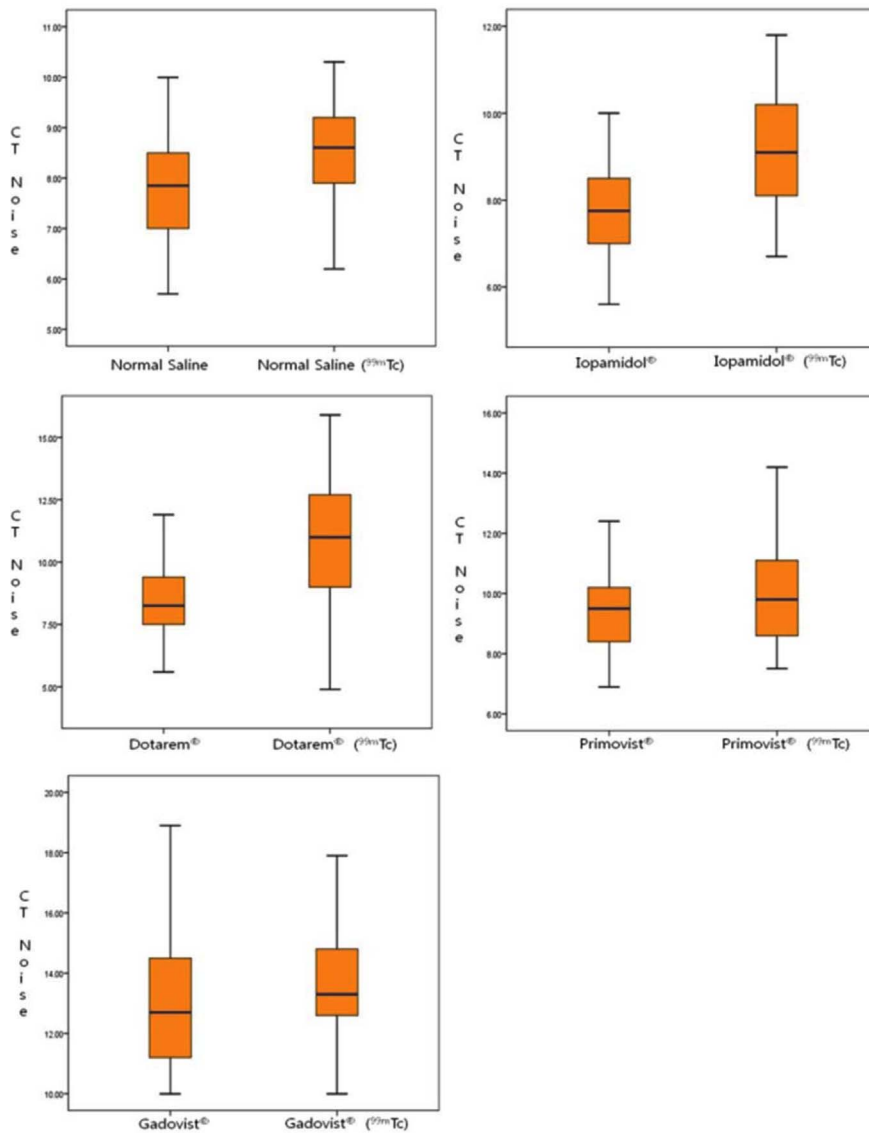 11.00
10.00
9.00
8.00
7.00
6.00
5.00
CT Noise
Normal Saline
Normal Saline (⁹⁹ᵐTc)
12.00
10.00
8.00
6.00
CT Noise
Iopamidol®
Iopamidol® (⁹⁹ᵐTc)
15.00
12.50
10.00
7.50
5.00
CT Noise
Dotarem®
Dotarem® (⁹⁹ᵐTc)
16.00
14.00
12.00
10.00
8.00
6.00
CT Noise
Primovist®
Primovist® (⁹⁹ᵐTc)
20.00
18.00
16.00
14.00
12.00
10.00
CT Noise
Gadovist®
Gadovist® (⁹⁹ᵐTc)